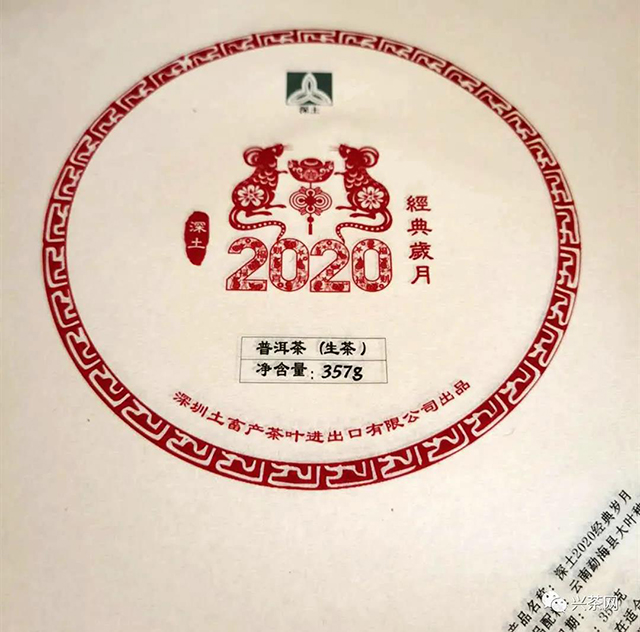 深土
深土
經典歲月
2020
普洱茶（生茶）
净含量：357g
深圳土畜产茶叶进出口有限公司出品
产品名称：深土2020经典岁月
云南勐海县大叶种
兴茶网